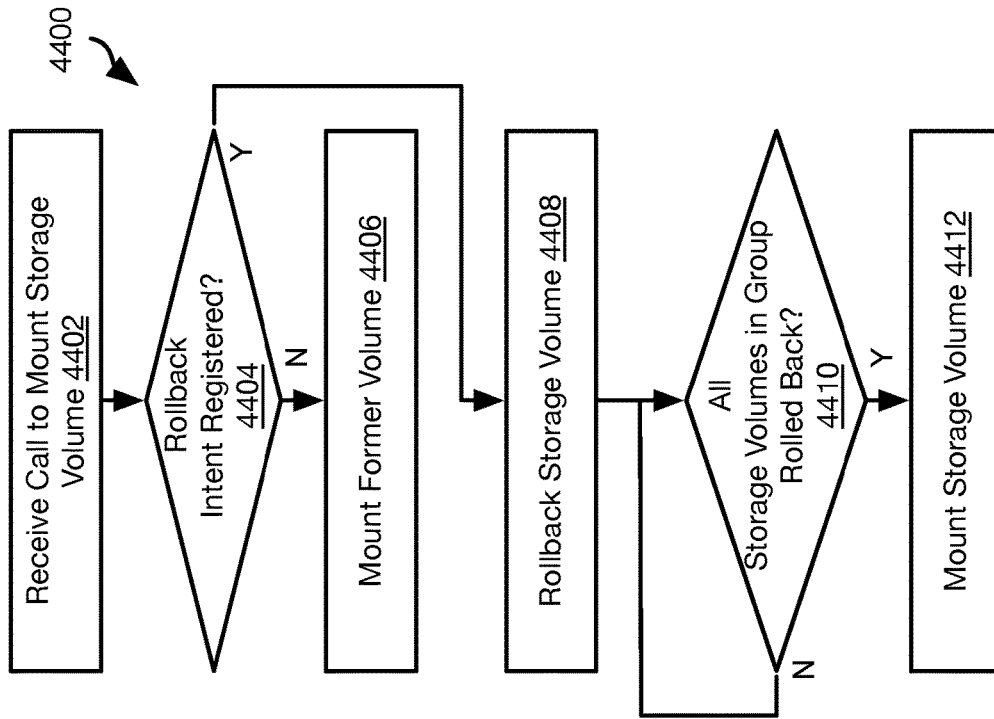 4400
Receive Call to Mount Storage
Volume 4402
Rollback
Intent Registered?
4404
Y
N
Mount Former Volume 4406
Rollback Storage Volume 4408
All
Storage Volumes in Group
Rolled Back?
4410
N
Y
Mount Storage Volume 4412